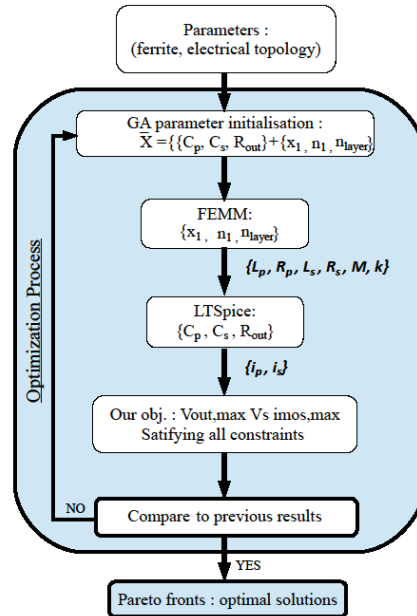 Parameters :
(ferrite, electrical topology)
GA parameter initialisation :
X̄ ={{Cp, Cs, Rout}+{x1, n1, nlayer}
FEMM:
{x1, n1, nlayer}
{Lp, Rp, Ls, Rs, M, k}
LTSpice:
{Cp, Cs, Rout}
{ip, is}
Our obj. : Vout,max Vs imos,max
Satifying all constraints
Optimization Process
NO
Compare to previous results
YES
Pareto fronts : optimal solutions